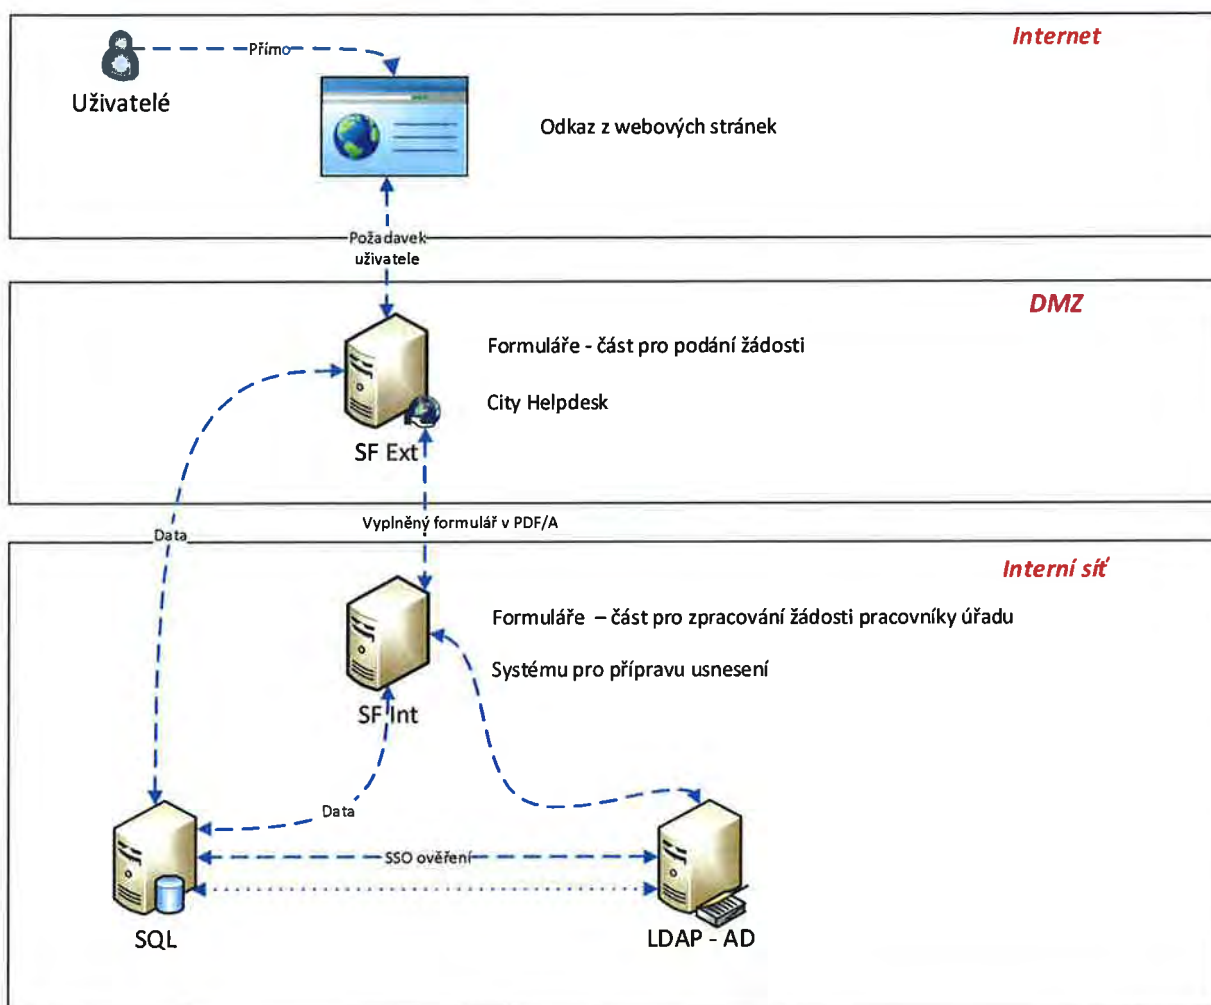 Internet
Přímo
Uživatelé
Odkaz z webových stránek
Požadavek
uživatele
DMZ
Formuláře - část pro podání žádosti
City Helpdesk
SF Ext
Vyplněný formulář v PDF/A
Data
Interní síť
Formuláře – část pro zpracování žádosti pracovníky úřadu
Systému pro přípravu usnesení
SF Int
Data
SSO ověření
SQL
LDAP - AD